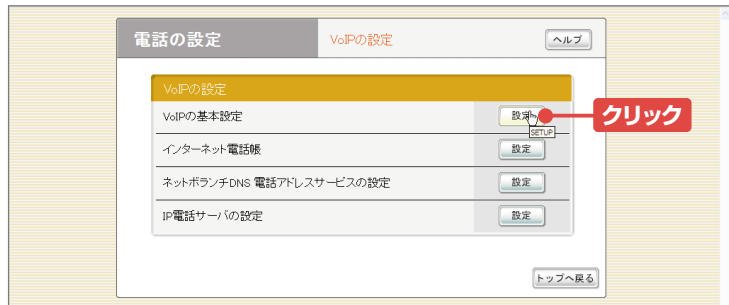 電話の設定 VoIPの設定 ヘルプ
VoIPの設定
VoIPの基本設定 設定 クリック
SETUP
インターネット電話帳 設定
ネットボランチDNS 電話アドレスサービスの設定 設定
IP電話サーバの設定 設定
トップへ戻る